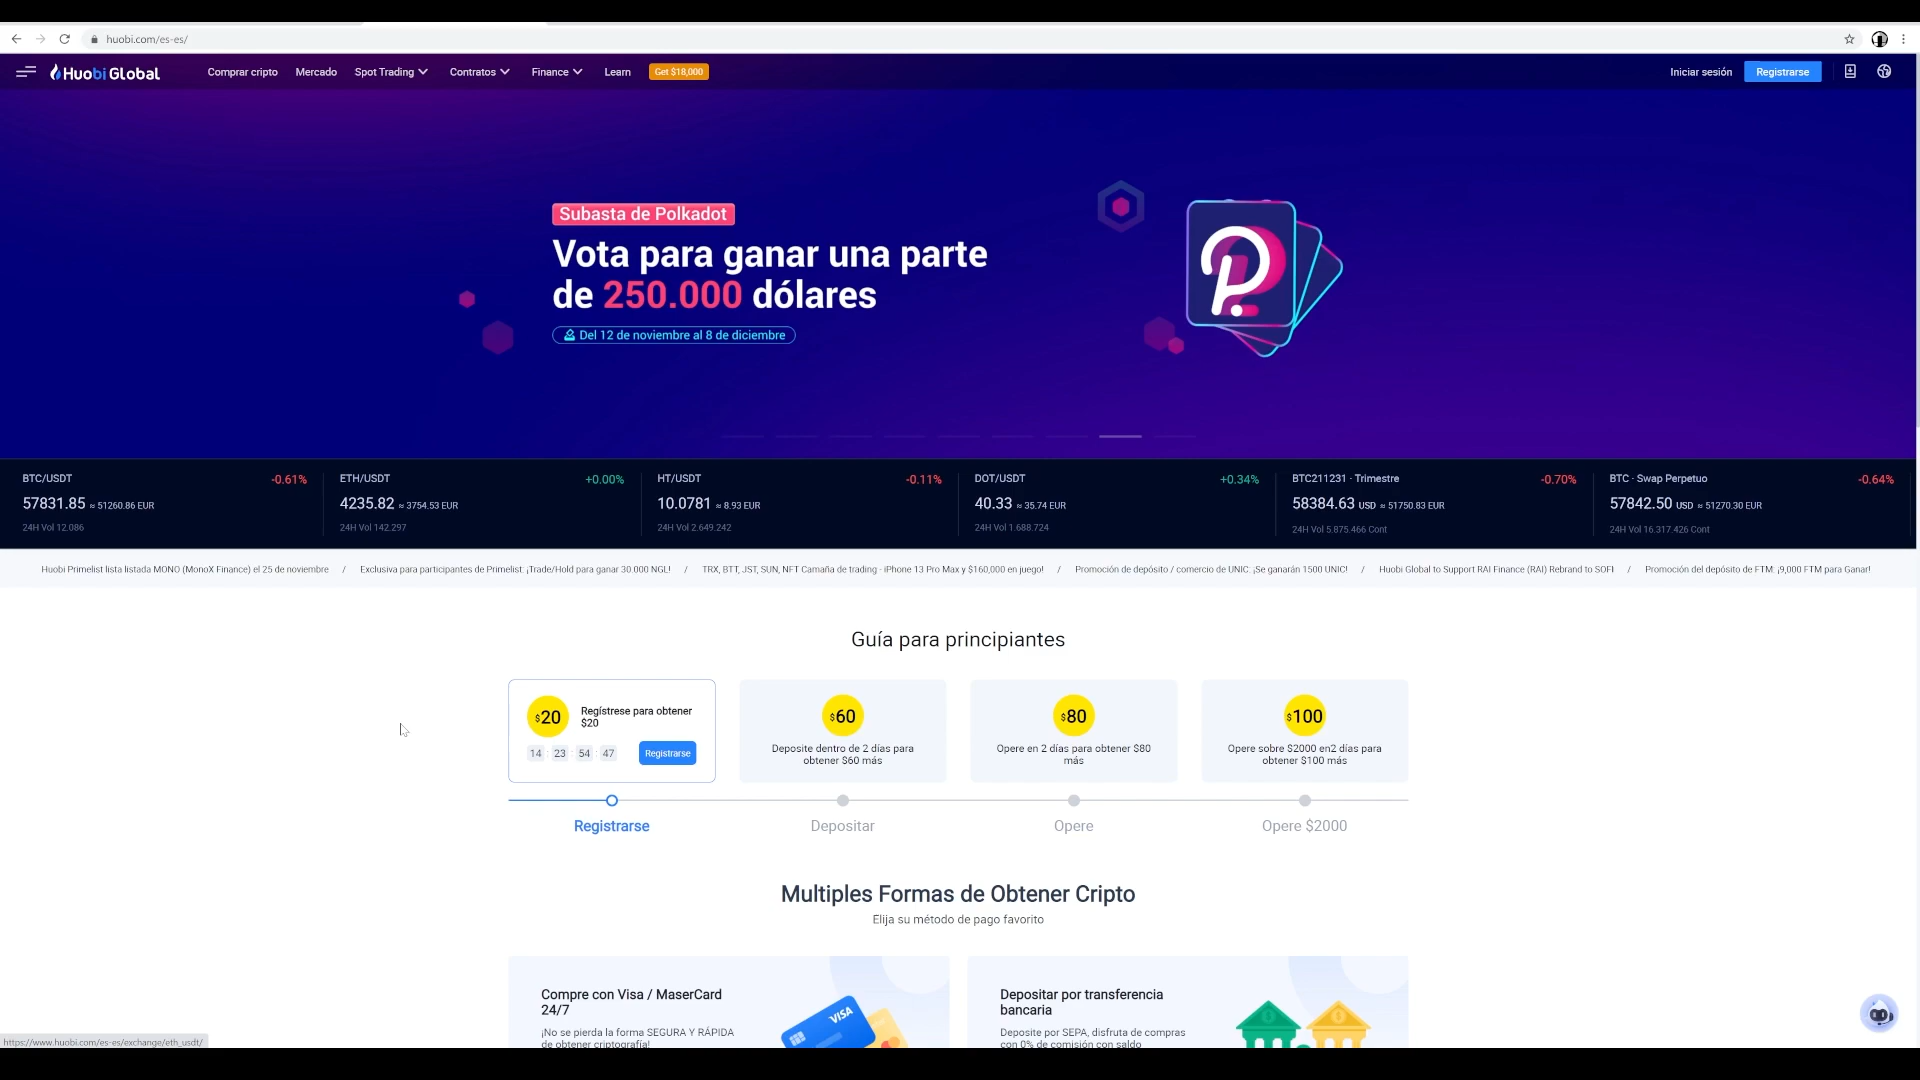 huobi.com/es-es/
Huobi Global
Comprar cripto
Mercado
Spot Trading
Contratos
Finance
Learn
Get $18,000
Iniciar sesión
Registrarse
Subasta de Polkadot
Vota para ganar una parte
de 250.000 dólares
Del 12 de noviembre al 8 de diciembre
BTC/USDT -0.61%
57831.85 ≈ 51260.86 EUR
24H Vol 12.086
ETH/USDT +0.00%
4235.82 ≈ 3754.53 EUR
24H Vol 142.297
HT/USDT -0.11%
10.0781 ≈ 8.93 EUR
24H Vol 2.649.242
DOT/USDT +0.34%
40.33 ≈ 35.74 EUR
24H Vol 1.688.724
BTC211231 · Trimestre -0.70%
58384.63 USD ≈ 51750.83 EUR
24H Vol 5.875.466 Cont
BTC · Swap Perpetuo -0.64%
57842.50 USD ≈ 51270.30 EUR
24H Vol 16.317.426 Cont
Huobi Primelist lista listada MONO (MonoX Finance) el 25 de noviembre / Exclusiva para participantes de Primelist: ¡Trade/Hold para ganar 30.000 NGL! / TRX, BTT, JST, SUN, NFT Camaña de trading - iPhone 13 Pro Max y $160,000 en juego! / Promoción de depósito / comercio de UNIC: ¡Se ganarán 1500 UNIC! / Huobi Global to Support RAI Finance (RAI) Rebrand to SOFI / Promoción del depósito de FTM: ¡9,000 FTM para Ganar!
Guía para principiantes
$20
Regístrese para obtener
$20
14 : 23 : 54 : 47
Registrarse
$60
Deposite dentro de 2 días para
obtener $60 más
$80
Opere en 2 días para obtener $80
más
$100
Opere sobre $2000 en2 días para
obtener $100 más
Registrarse
Depositar
Opere
Opere $2000
Multiples Formas de Obtener Cripto
Elija su método de pago favorito
Compre con Visa / MaserCard
24/7
¡No se pierda la forma SEGURA Y RÁPIDA
de obtener criptografía!
VISA
Depositar por transferencia
bancaria
Deposite por SEPA, disfruta de compras
con 0% de comisión con saldo
https://www.huobi.com/es-es/exchange/eth_usdt/